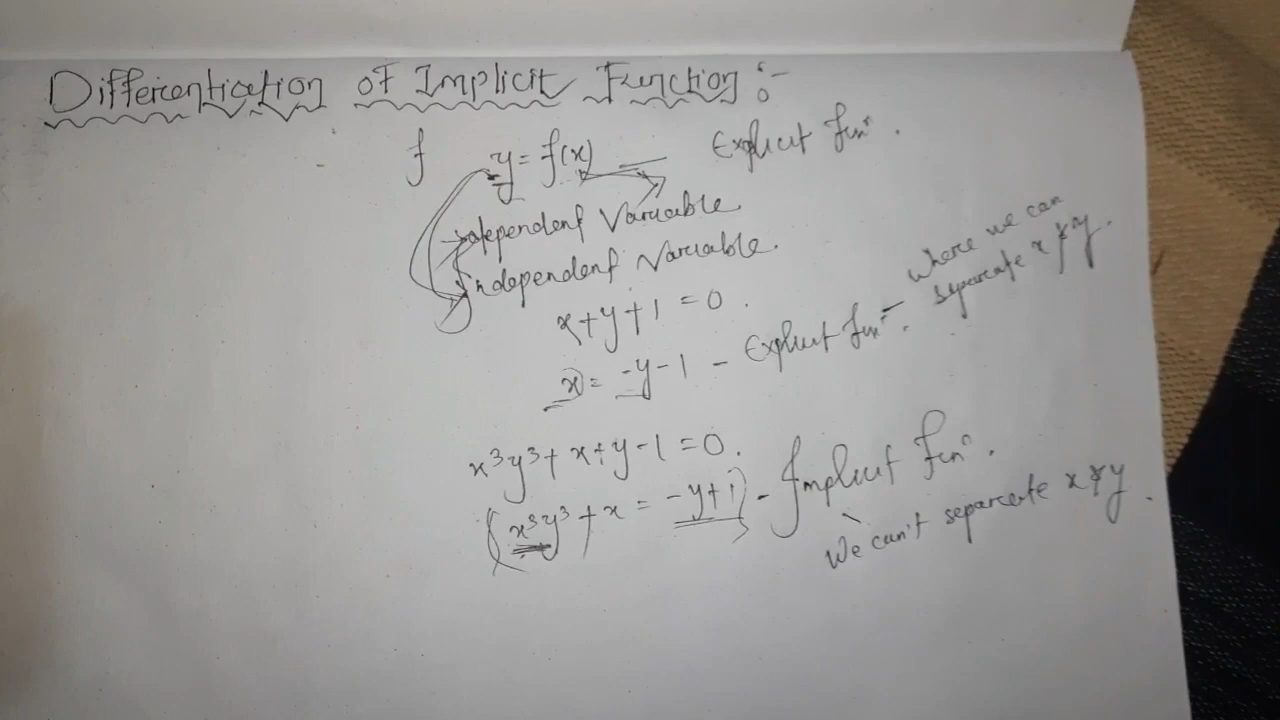 Differentiation of Implicit Function :-
f y = f(x) — Explicit funⁿ.
dependent Variable
independent Variable.
x+y+1 = 0.
x = -y-1 - Explicit funⁿ. - where we can separate x & y.
x³y³ + x+y-1 = 0.
(x³y³ + x = -y+1) - Implicit funⁿ.
We can't separate x & y.